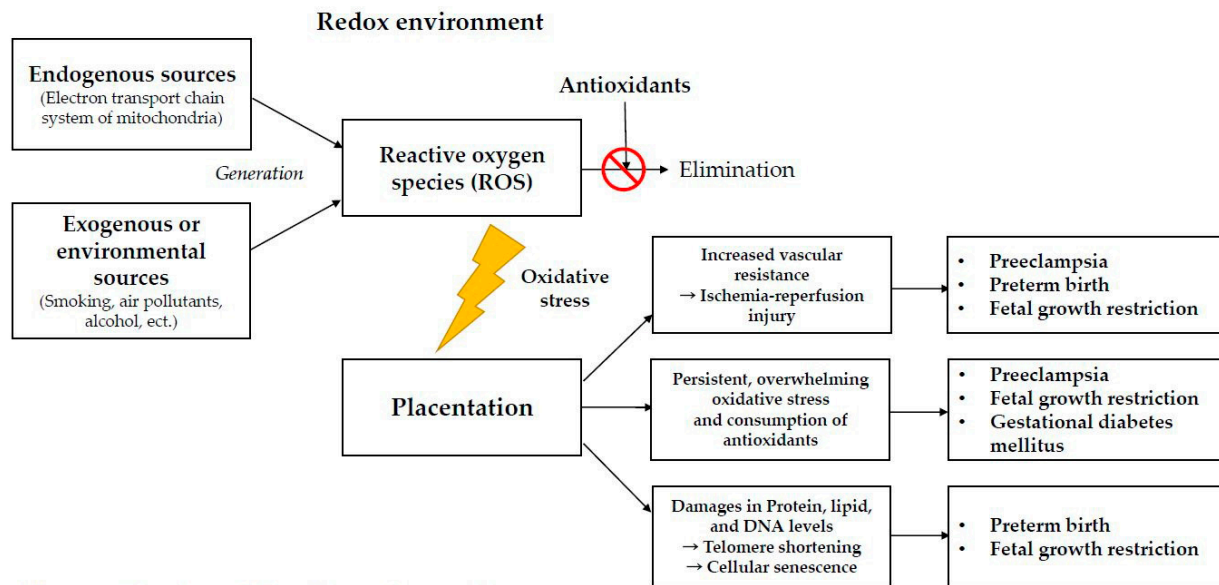 Redox environment
Endogenous sources
(Electron transport chain
system of mitochondria)
Antioxidants
Generation
Reactive oxygen
species (ROS)
Elimination
Exogenous or
environmental
sources
(Smoking, air pollutants,
alcohol, ect.)
Oxidative
stress
Placentation
Increased vascular
resistance
→ Ischemia-reperfusion
injury
• Preeclampsia
• Preterm birth
• Fetal growth restriction
Persistent, overwhelming
oxidative stress
and consumption of
antioxidants
• Preeclampsia
• Fetal growth restriction
• Gestational diabetes
mellitus
Damages in Protein, lipid,
and DNA levels
→ Telomere shortening
→ Cellular senescence
• Preterm birth
• Fetal growth restriction